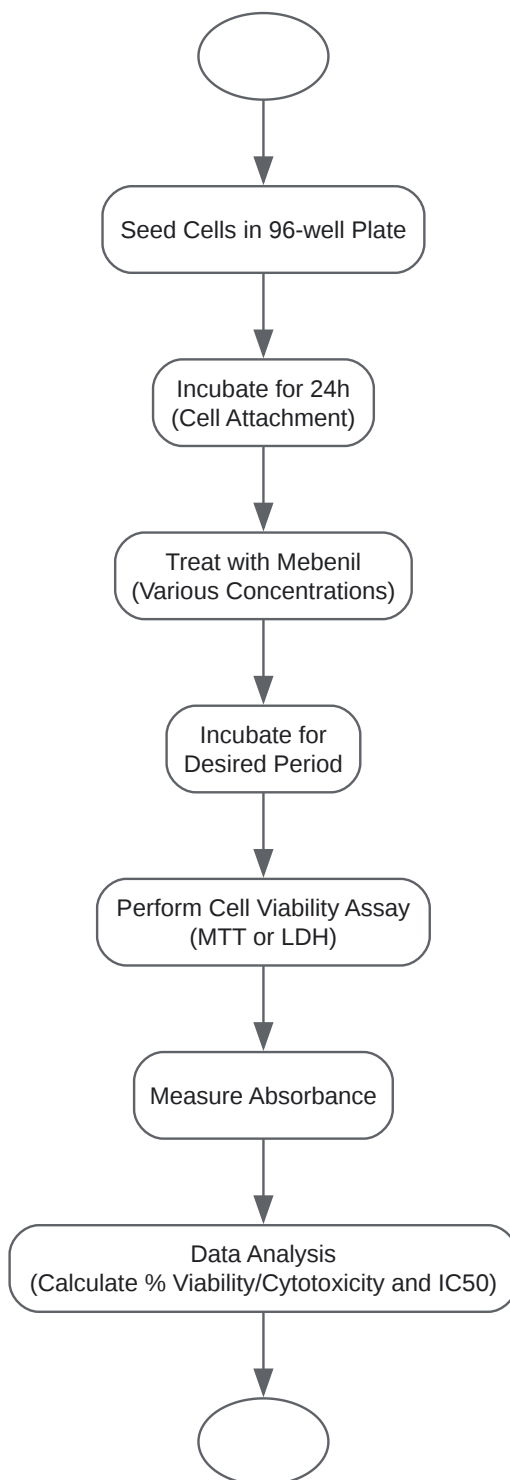 Seed Cells in 96-well Plate
Incubate for 24h
(Cell Attachment)
Treat with Mebenil
(Various Concentrations)
Incubate for
Desired Period
Perform Cell Viability Assay
(MTT or LDH)
Measure Absorbance
Data Analysis
(Calculate % Viability/Cytotoxicity and IC50)